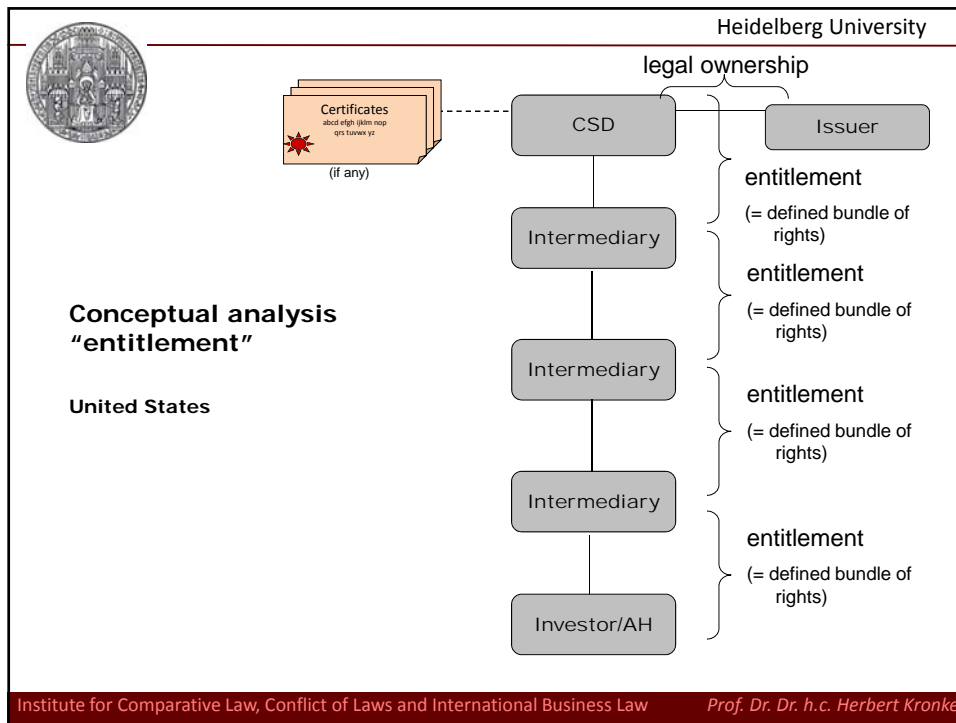 Heidelberg University
legal ownership
Certificates
abcd efgh ijklm nop
qrs tuvwx yz
(if any)
CSD
Issuer
entitlement
(= defined bundle of
rights)
Intermediary
entitlement
(= defined bundle of
rights)
Conceptual analysis
“entitlement”
United States
Intermediary
entitlement
(= defined bundle of
rights)
Intermediary
entitlement
(= defined bundle of
rights)
Investor/AH
Institute for Comparative Law, Conflict of Laws and International Business Law
Prof. Dr. Dr. h.c. Herbert Kronke